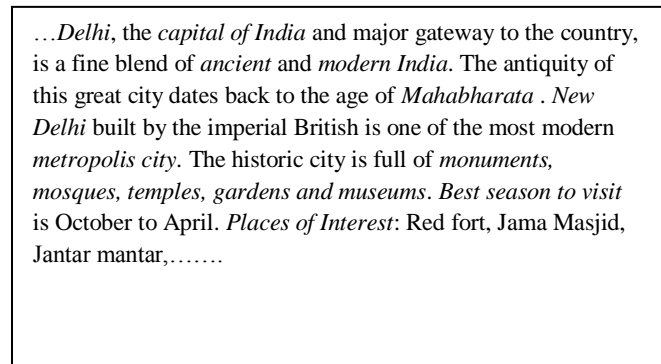 …Delhi, the capital of India and major gateway to the country,
is a fine blend of ancient and modern India. The antiquity of
this great city dates back to the age of Mahabharata . New
Delhi built by the imperial British is one of the most modern
metropolis city. The historic city is full of monuments,
mosques, temples, gardens and museums. Best season to visit
is October to April. Places of Interest: Red fort, Jama Masjid,
Jantar mantar,…….